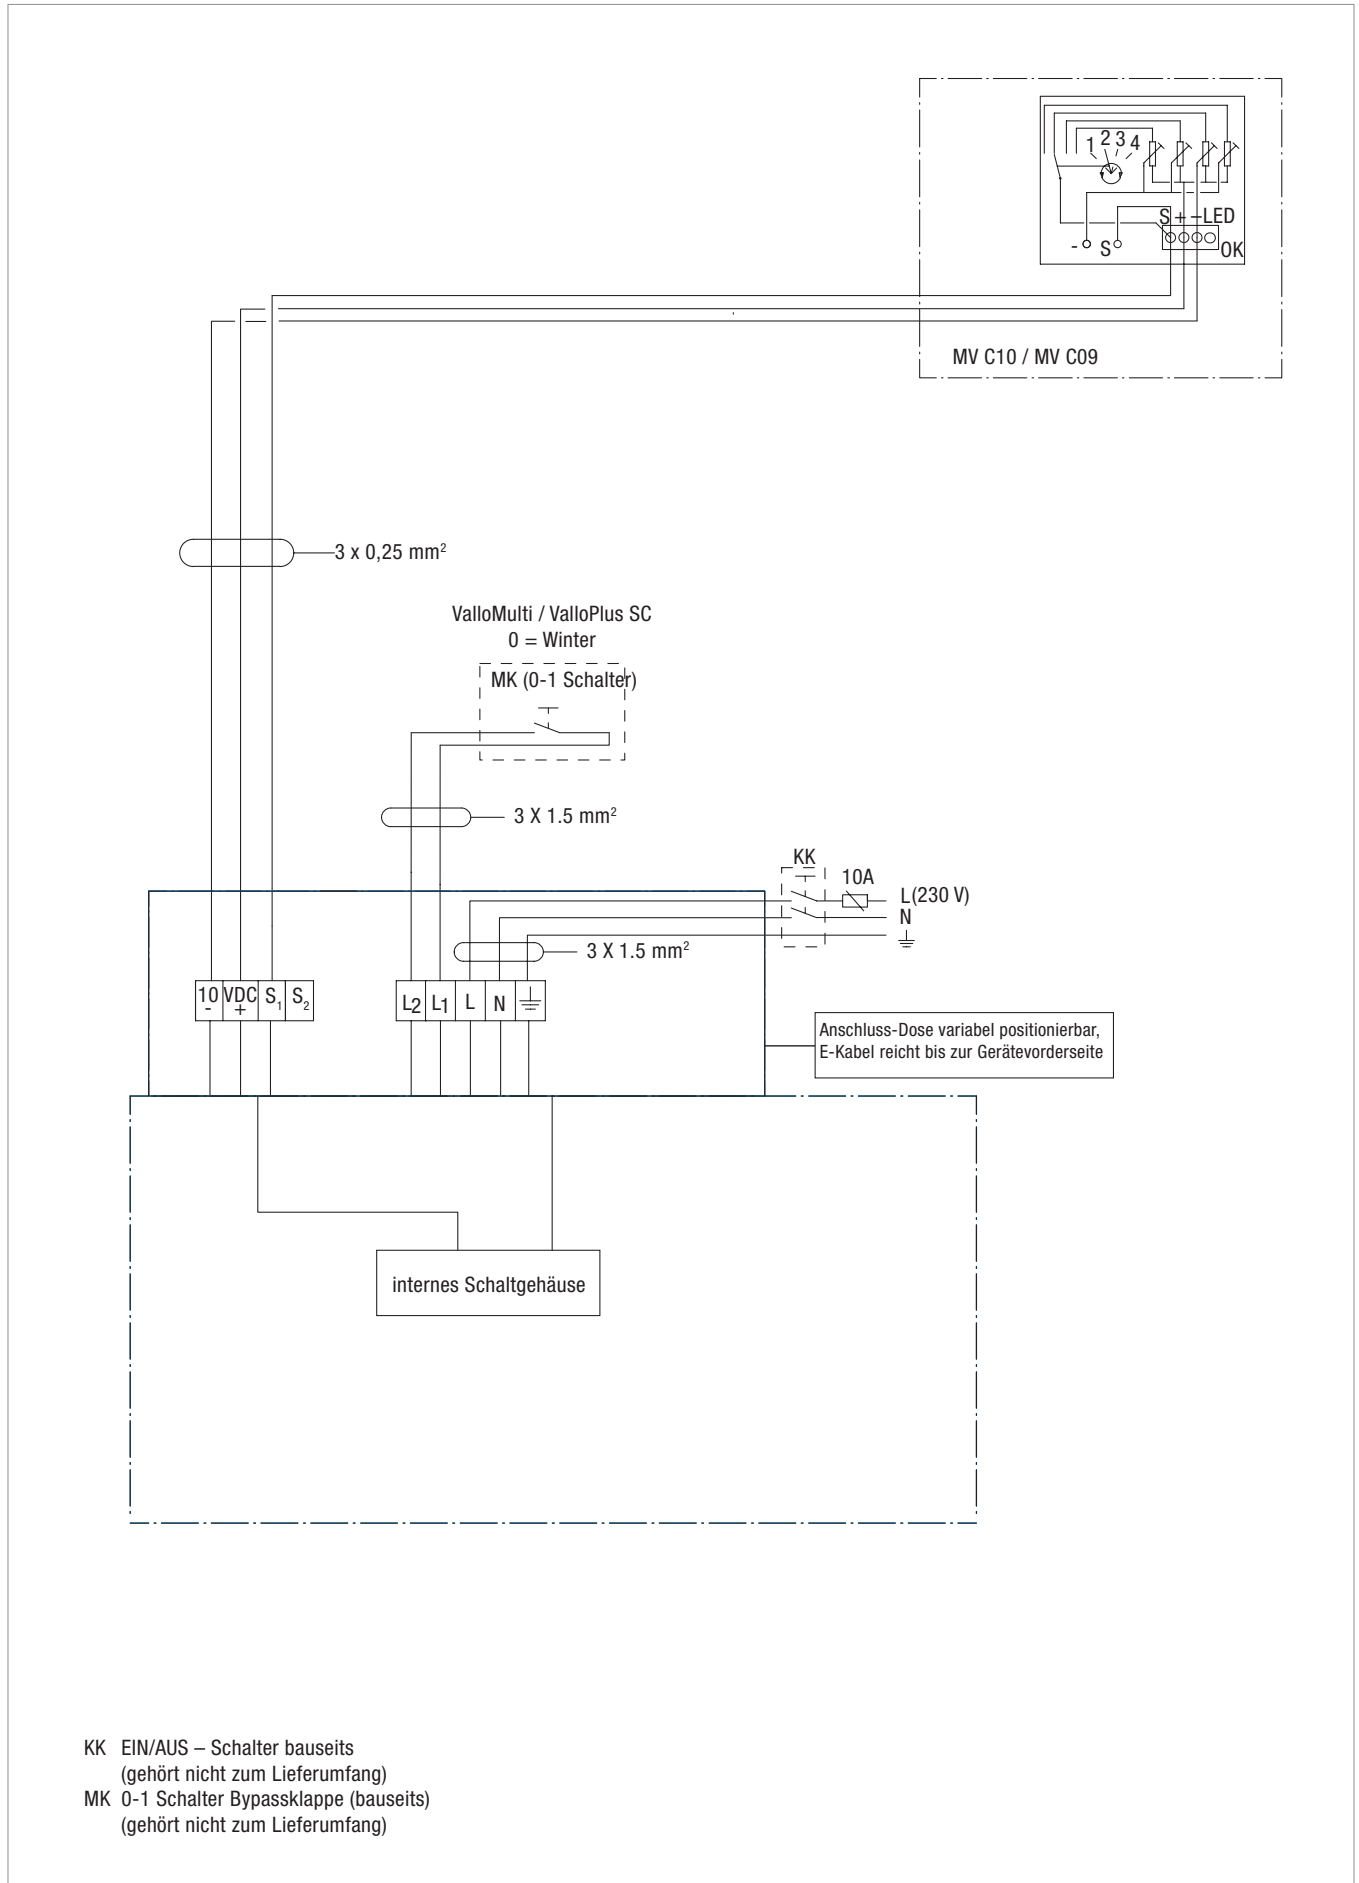 1 2 3 4
S + – LED
- S OK
MV C10 / MV C09
3 x 0,25 mm²
ValloMulti / ValloPlus SC
0 = Winter
MK (0-1 Schalter)
3 X 1.5 mm²
KK
10A
L(230 V)
N
3 X 1.5 mm²
10 - VDC + S₁ S₂
L2 L1 L N
Anschluss-Dose variabel positionierbar,
E-Kabel reicht bis zur Gerätevorderseite
internes Schaltgehäuse
KK EIN/AUS – Schalter bauseits
(gehört nicht zum Lieferumfang)
MK 0-1 Schalter Bypassklappe (bauseits)
(gehört nicht zum Lieferumfang)